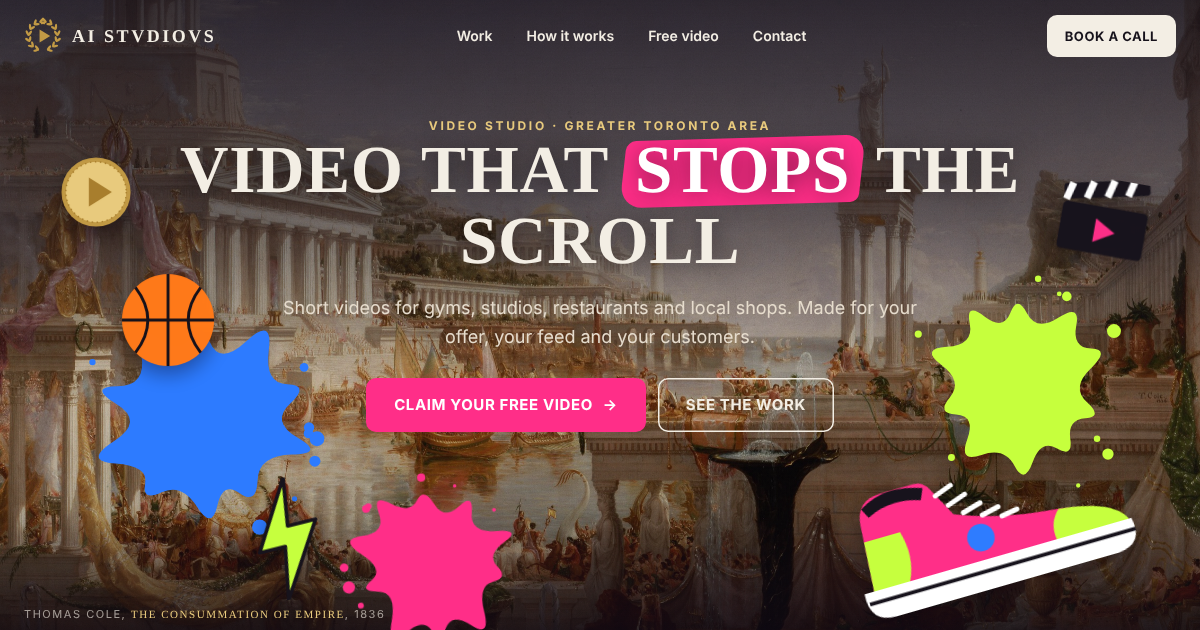 AI STVDIOVS
Work
How it works
Free video
Contact
BOOK A CALL
VIDEO STUDIO · GREATER TORONTO AREA
VIDEO THAT STOPS THE
SCROLL
Short videos for gyms, studios, restaurants and local shops. Made for your
offer, your feed and your customers.
CLAIM YOUR FREE VIDEO →
SEE THE WORK
THOMAS COLE, THE CONSUMMATION OF EMPIRE, 1836